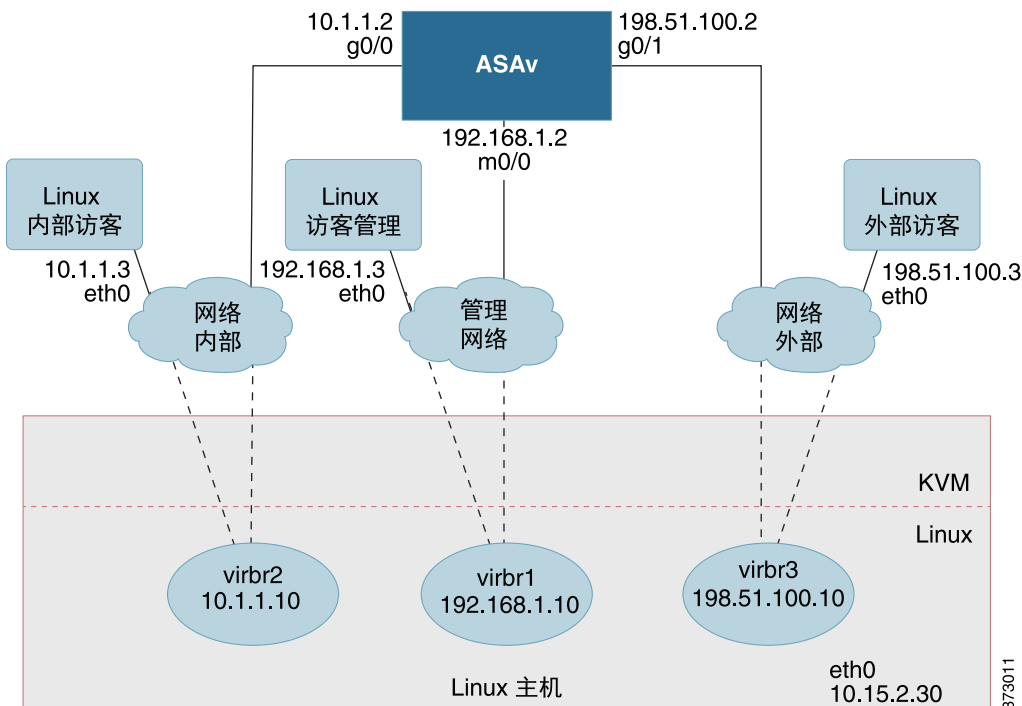 10.1.1.2
g0/0
ASAv
198.51.100.2
g0/1
192.168.1.2
m0/0
Linux
内部访客
Linux
访客管理
Linux
外部访客
10.1.1.3
eth0
192.168.1.3
eth0
198.51.100.3
eth0
网络
内部
管理
网络
网络
外部
KVM
Linux
virbr2
10.1.1.10
virbr1
192.168.1.10
virbr3
198.51.100.10
Linux 主机
eth0
10.15.2.30
373011